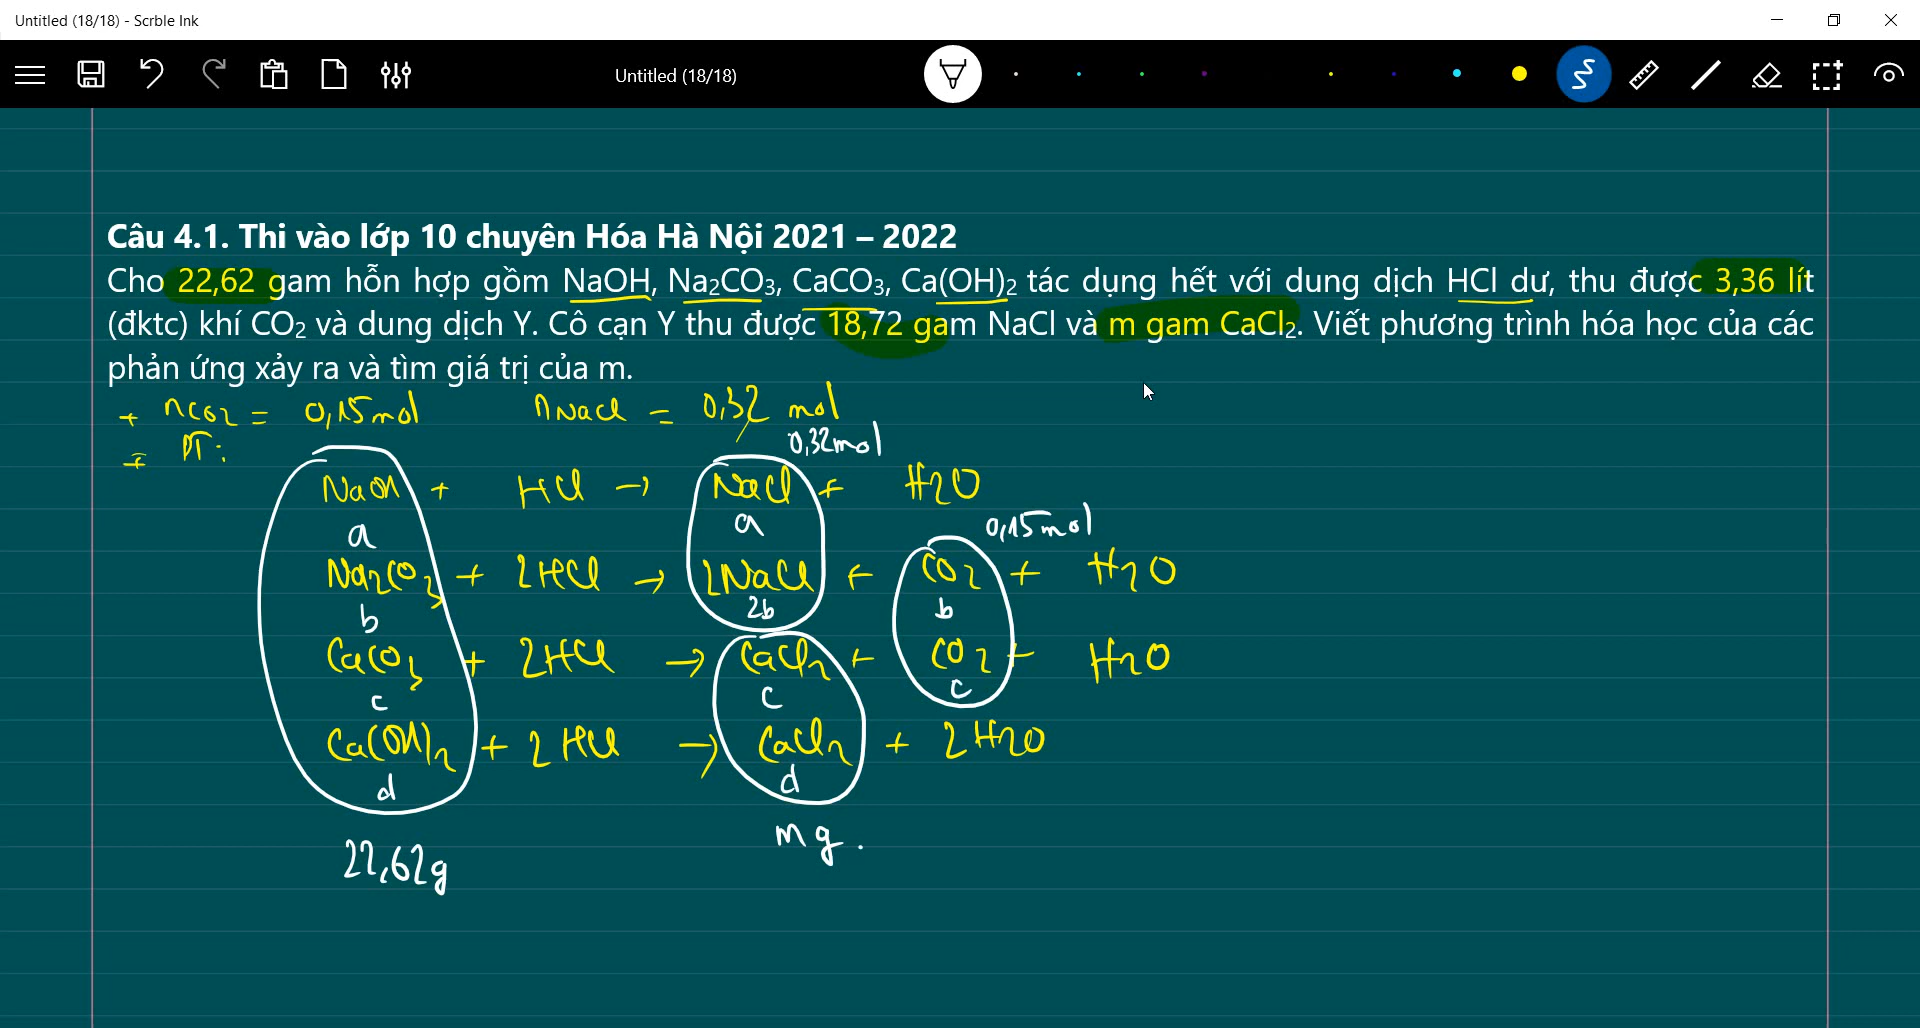 Untitled (18/18) - Scrble Ink
Untitled (18/18)
Câu 4.1. Thi vào lớp 10 chuyên Hóa Hà Nội 2021 – 2022
Cho 22,62 gam hỗn hợp gồm NaOH, Na₂CO₃, CaCO₃, Ca(OH)₂ tác dụng hết với dung dịch HCl dư, thu được 3,36 lít
(đktc) khí CO₂ và dung dịch Y. Cô cạn Y thu được 18,72 gam NaCl và m gam CaCl₂. Viết phương trình hóa học của các
phản ứng xảy ra và tìm giá trị của m.
+ nCO2 = 0,15mol nNaCl = 0,32 mol
+ PT:
0,32mol
NaOH + HCl → NaCl + H2O
a a
0,15mol
Na2CO3 + 2HCl → 2NaCl + CO2 + H2O
b 2b b
CaCO3 + 2HCl → CaCl2 + CO2 + H2O
c c c
Ca(OH)2 + 2HCl → CaCl2 + 2H2O
d d
22,62g mg.